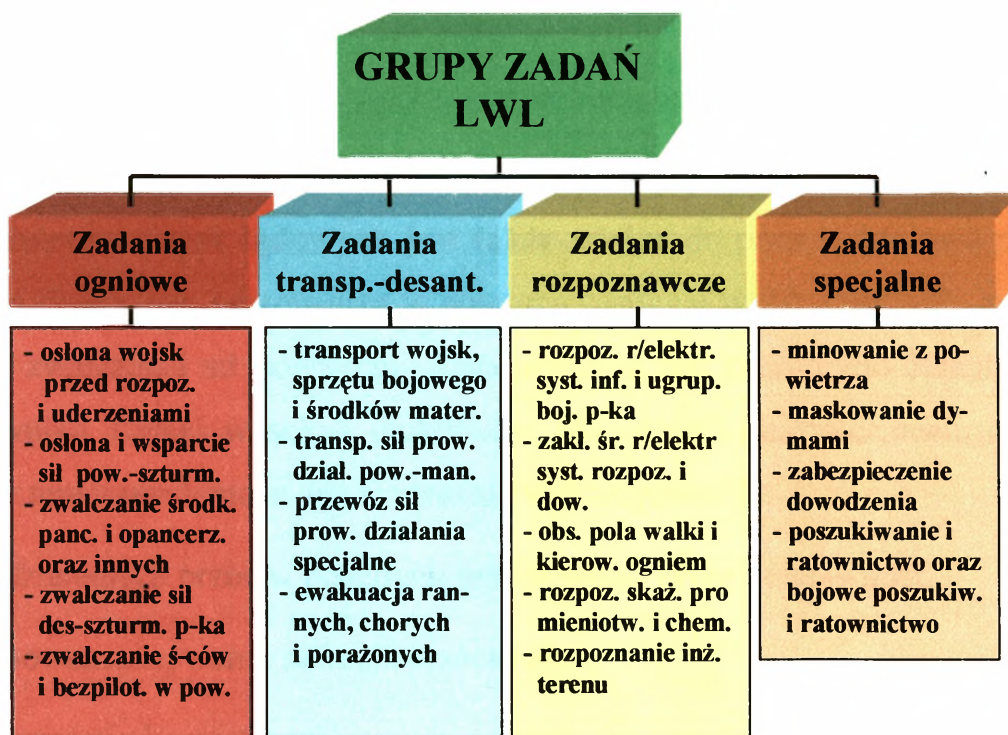 GRUPY ZADAŃ
LWL
Zadania
ogniowe
- osłona wojsk
przed rozpoz.
i uderzeniami
- osłona i wsparcie
sił pow.-szturm.
- zwalczanie środk.
panc. i opancerz.
oraz innych
- zwalczanie sił
des-szturm. p-ka
- zwalczanie ś-ców
i bezpilot. w pow.
Zadania
transp.-desant.
- transport wojsk,
sprzętu bojowego
i środków mater.
- transp. sił prow.
dział. pow.-man.
- przewóz sił
prow. działania
specjalne
- ewakuacja ran-
nych, chorych
i porażonych
Zadania
rozpoznawcze
- rozpoz. r/elektr.
syst. inf. i ugrup.
boj. p-ka
- zakł. śr. r/elektr
syst. rozpoz. i
dow.
- obs. pola walki i
kierow. ogniem
- rozpoz. skaż. pro
mieniotw. i chem.
- rozpoznanie inż.
terenu
Zadania
specjalne
- minowanie z po-
wietrza
- maskowanie dy-
mami
- zabezpieczenie
dowodzenia
- poszukiwanie i
ratownictwo oraz
bojowe poszukiw.
i ratownictwo